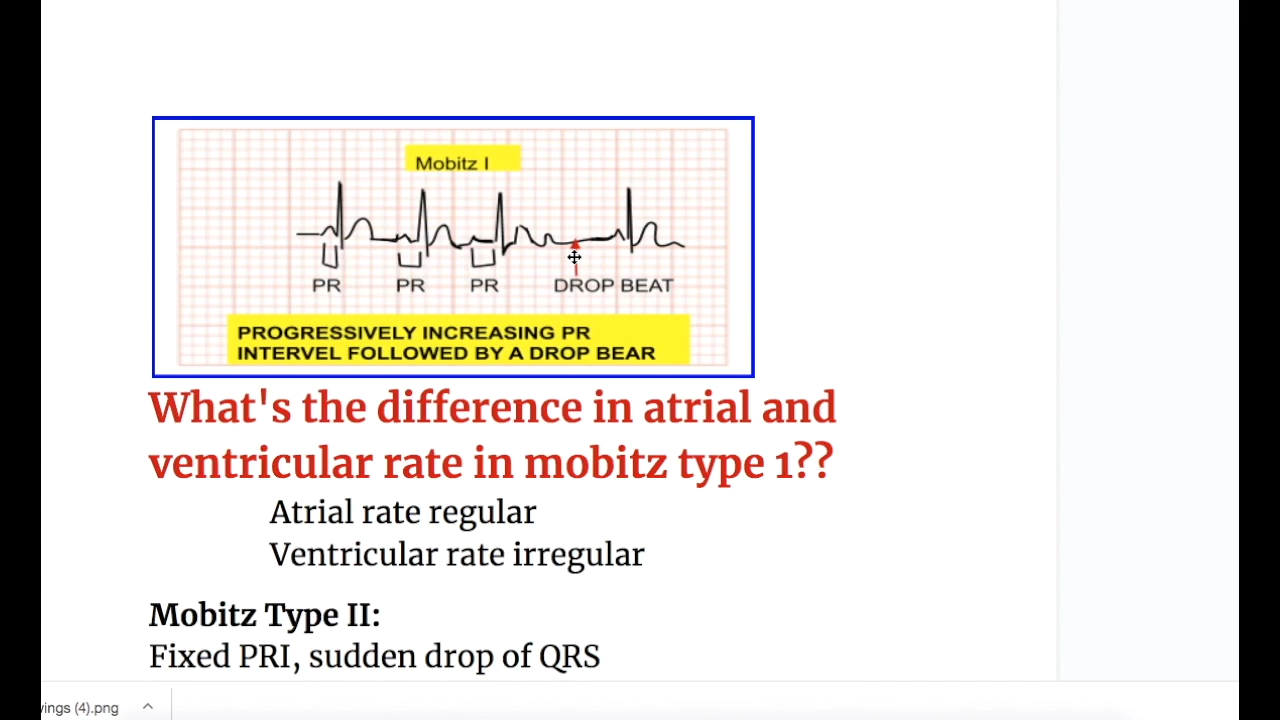 Mobitz I
PR PR PR DROP BEAT
PROGRESSIVELY INCREASING PR
INTERVEL FOLLOWED BY A DROP BEAR
What's the difference in atrial and
ventricular rate in mobitz type 1??
Atrial rate regular
Ventricular rate irregular
Mobitz Type II:
Fixed PRI, sudden drop of QRS
(4).png